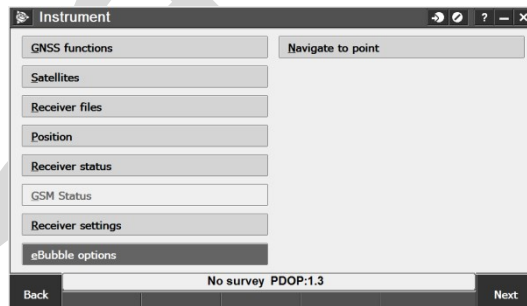 Instrument
? – X
GNSS functions
Navigate to point
Satellites
Receiver files
Position
Receiver status
GSM Status
Receiver settings
eBubble options
No survey PDOP:1.3
Back
Next